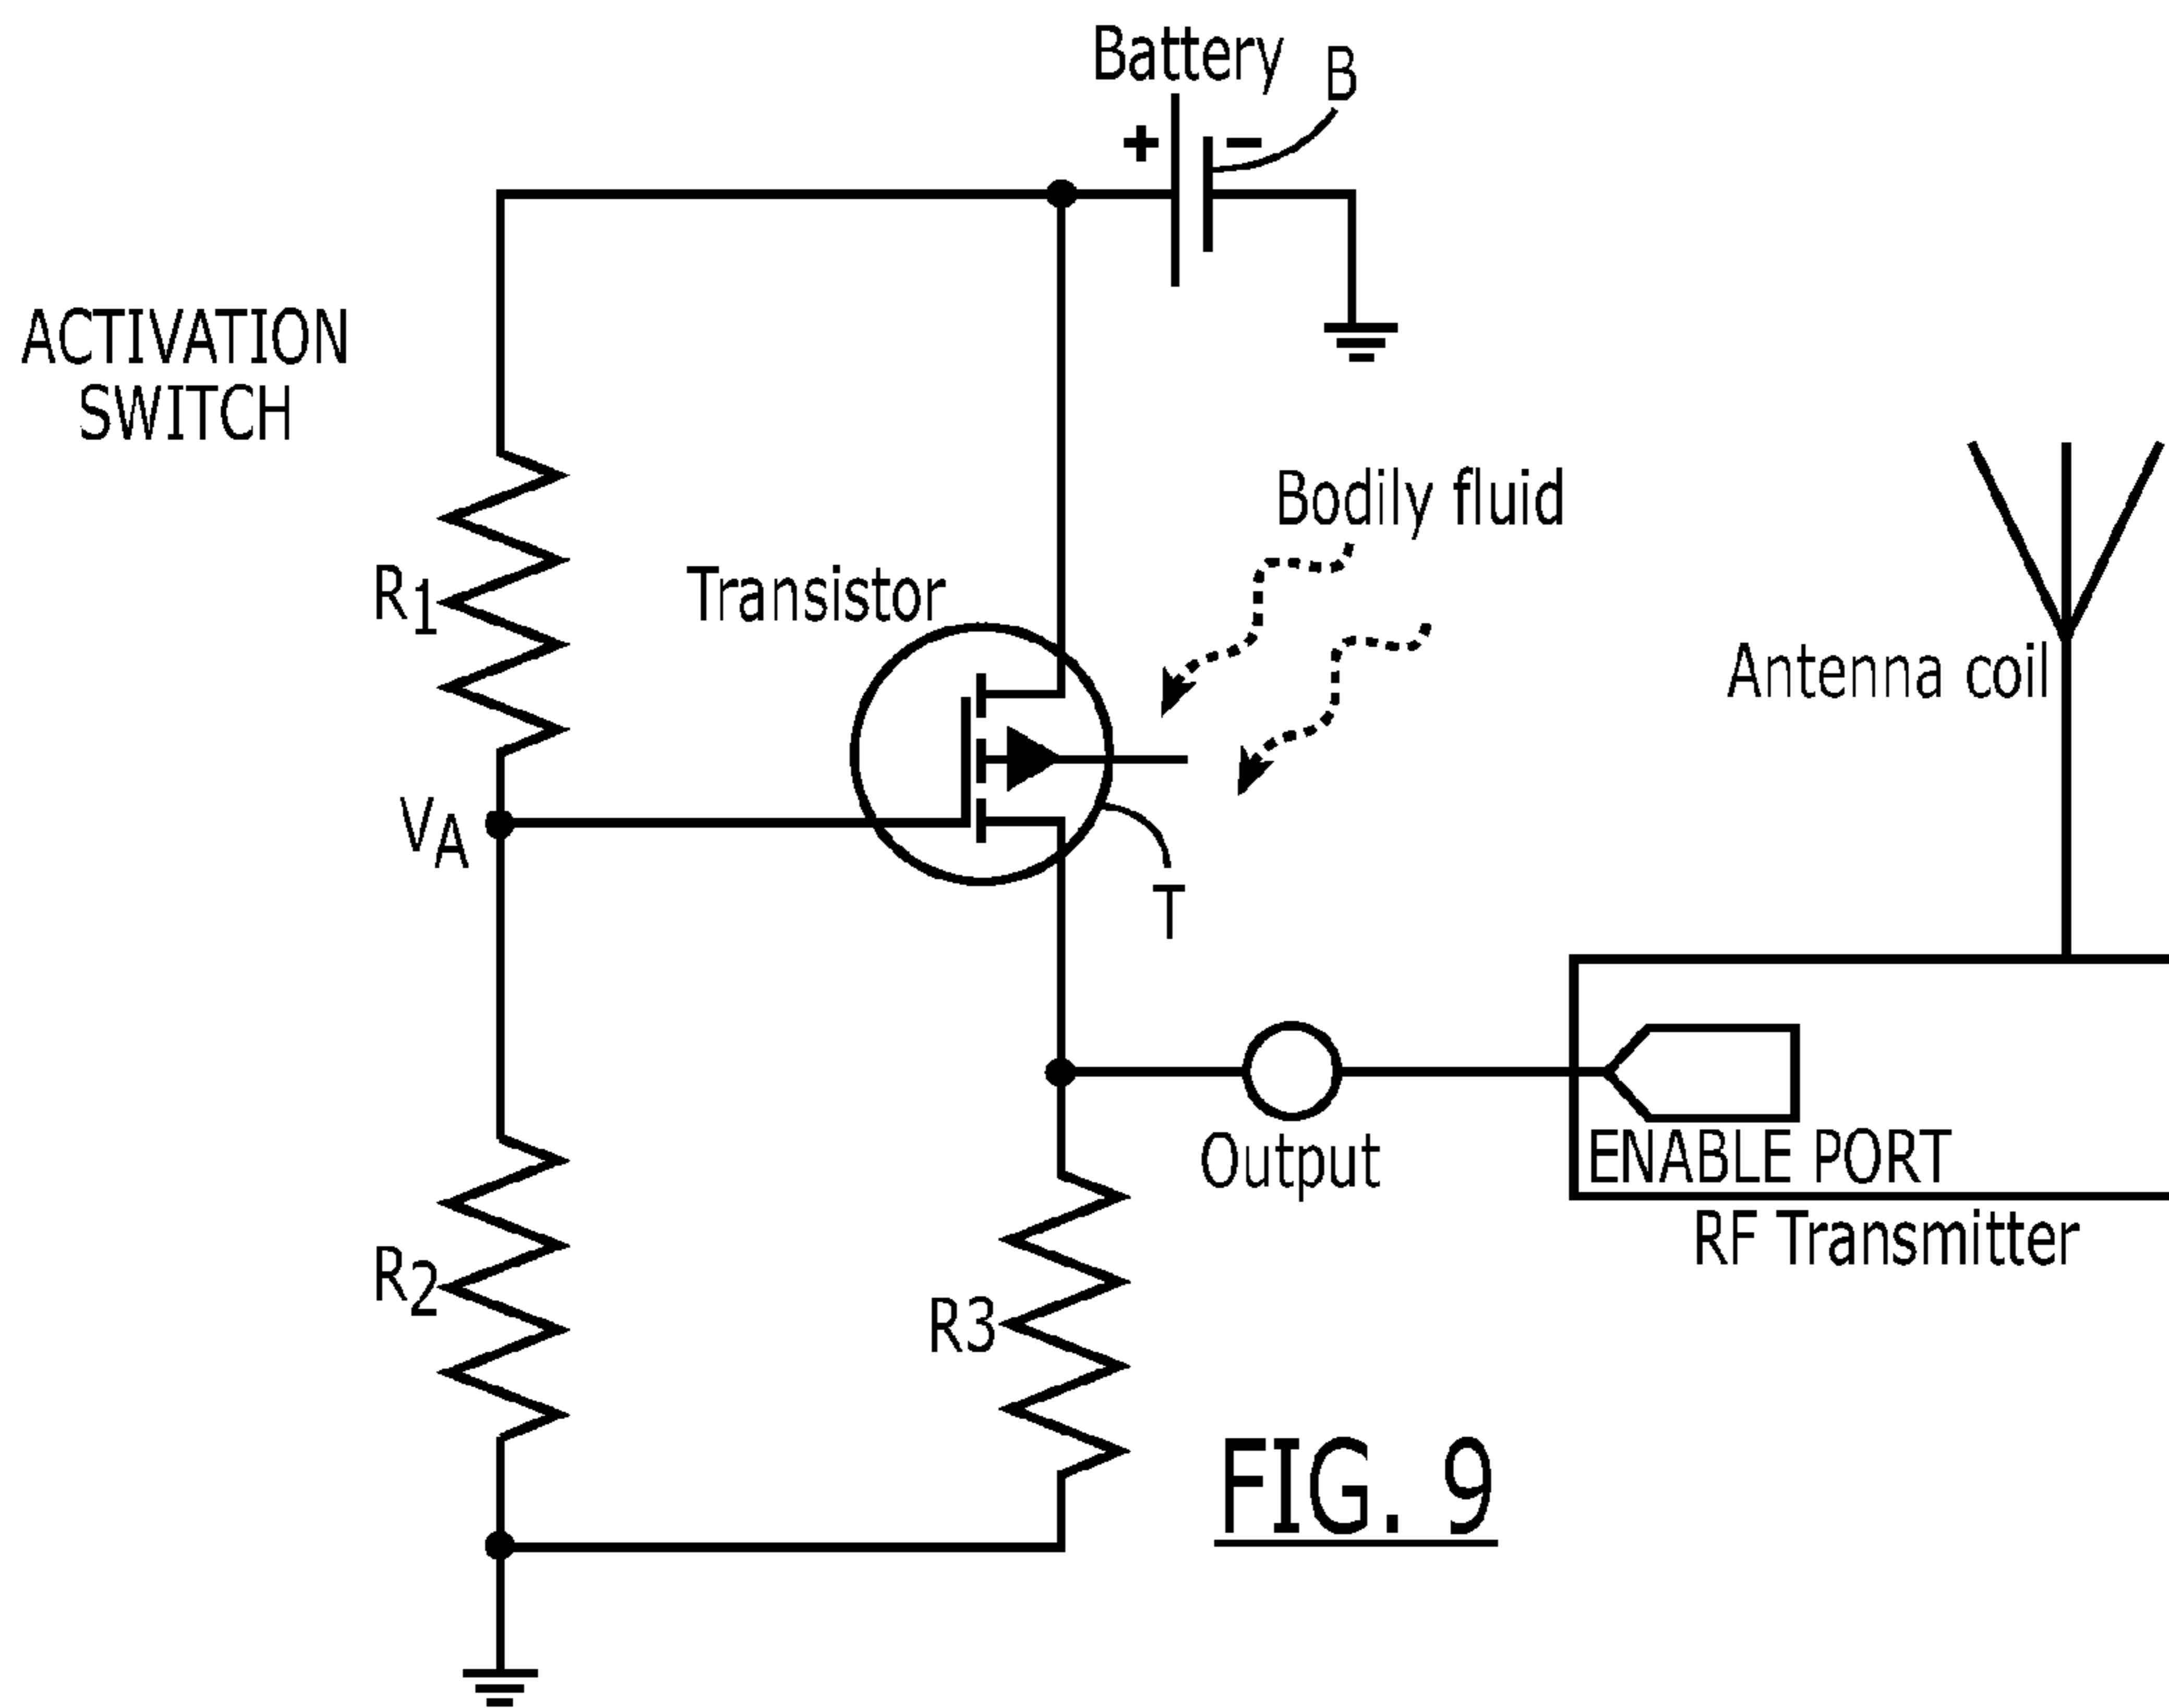 Battery
B
+ −
ACTIVATION
SWITCH
Bodily fluid
R1
Transistor
Antenna coil
VA
T
Output
ENABLE PORT
RF Transmitter
R2
R3
FIG. 9